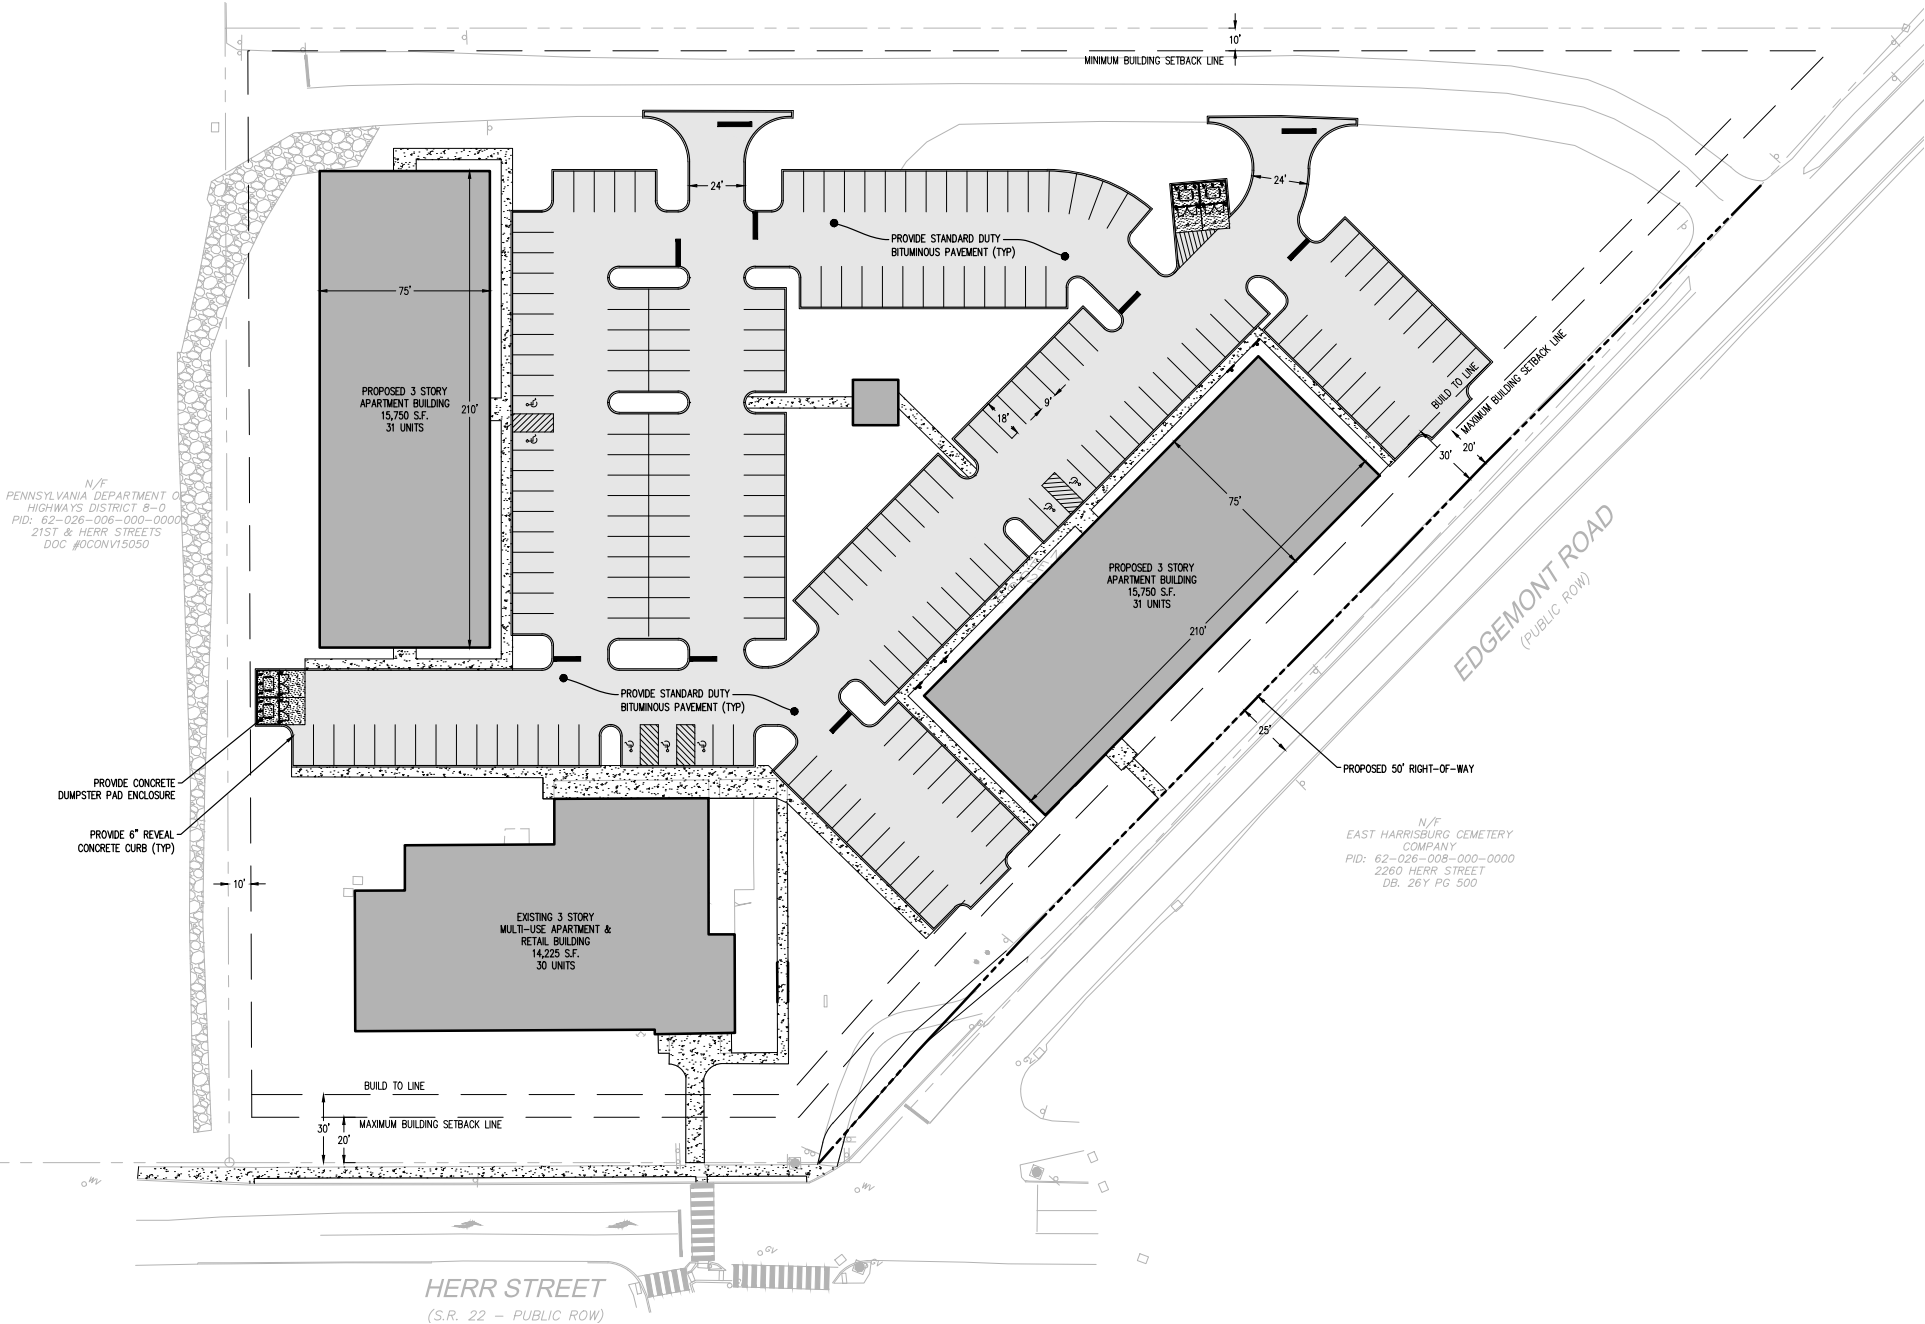 10'
MINIMUM BUILDING SETBACK LINE
24'
24'
PROVIDE STANDARD DUTY
BITUMINOUS PAVEMENT (TYP)
75'
PROPOSED 3 STORY
APARTMENT BUILDING
15,750 S.F.
31 UNITS
210'
18'
9'
BUILD TO LINE
MAXIMUM BUILDING SETBACK LINE
30'
20'
N/F
PENNSYLVANIA DEPARTMENT OF
HIGHWAYS DISTRICT 8-0
PID: 62-026-006-000-0000
21ST & HERR STREETS
DOC #0CONV15050
75'
PROPOSED 3 STORY
APARTMENT BUILDING
15,750 S.F.
31 UNITS
210'
EDGEMONT ROAD
(PUBLIC ROW)
PROVIDE STANDARD DUTY
BITUMINOUS PAVEMENT (TYP)
25'
PROPOSED 50' RIGHT-OF-WAY
PROVIDE CONCRETE
DUMPSTER PAD ENCLOSURE
PROVIDE 6" REVEAL
CONCRETE CURB (TYP)
N/F
EAST HARRISBURG CEMETERY
COMPANY
PID: 62-026-008-000-0000
2260 HERR STREET
DB. 26Y PG 500
10'
EXISTING 3 STORY
MULTI-USE APARTMENT &
RETAIL BUILDING
14,225 S.F.
30 UNITS
BUILD TO LINE
MAXIMUM BUILDING SETBACK LINE
30'
20'
HERR STREET
(S.R. 22 - PUBLIC ROW)